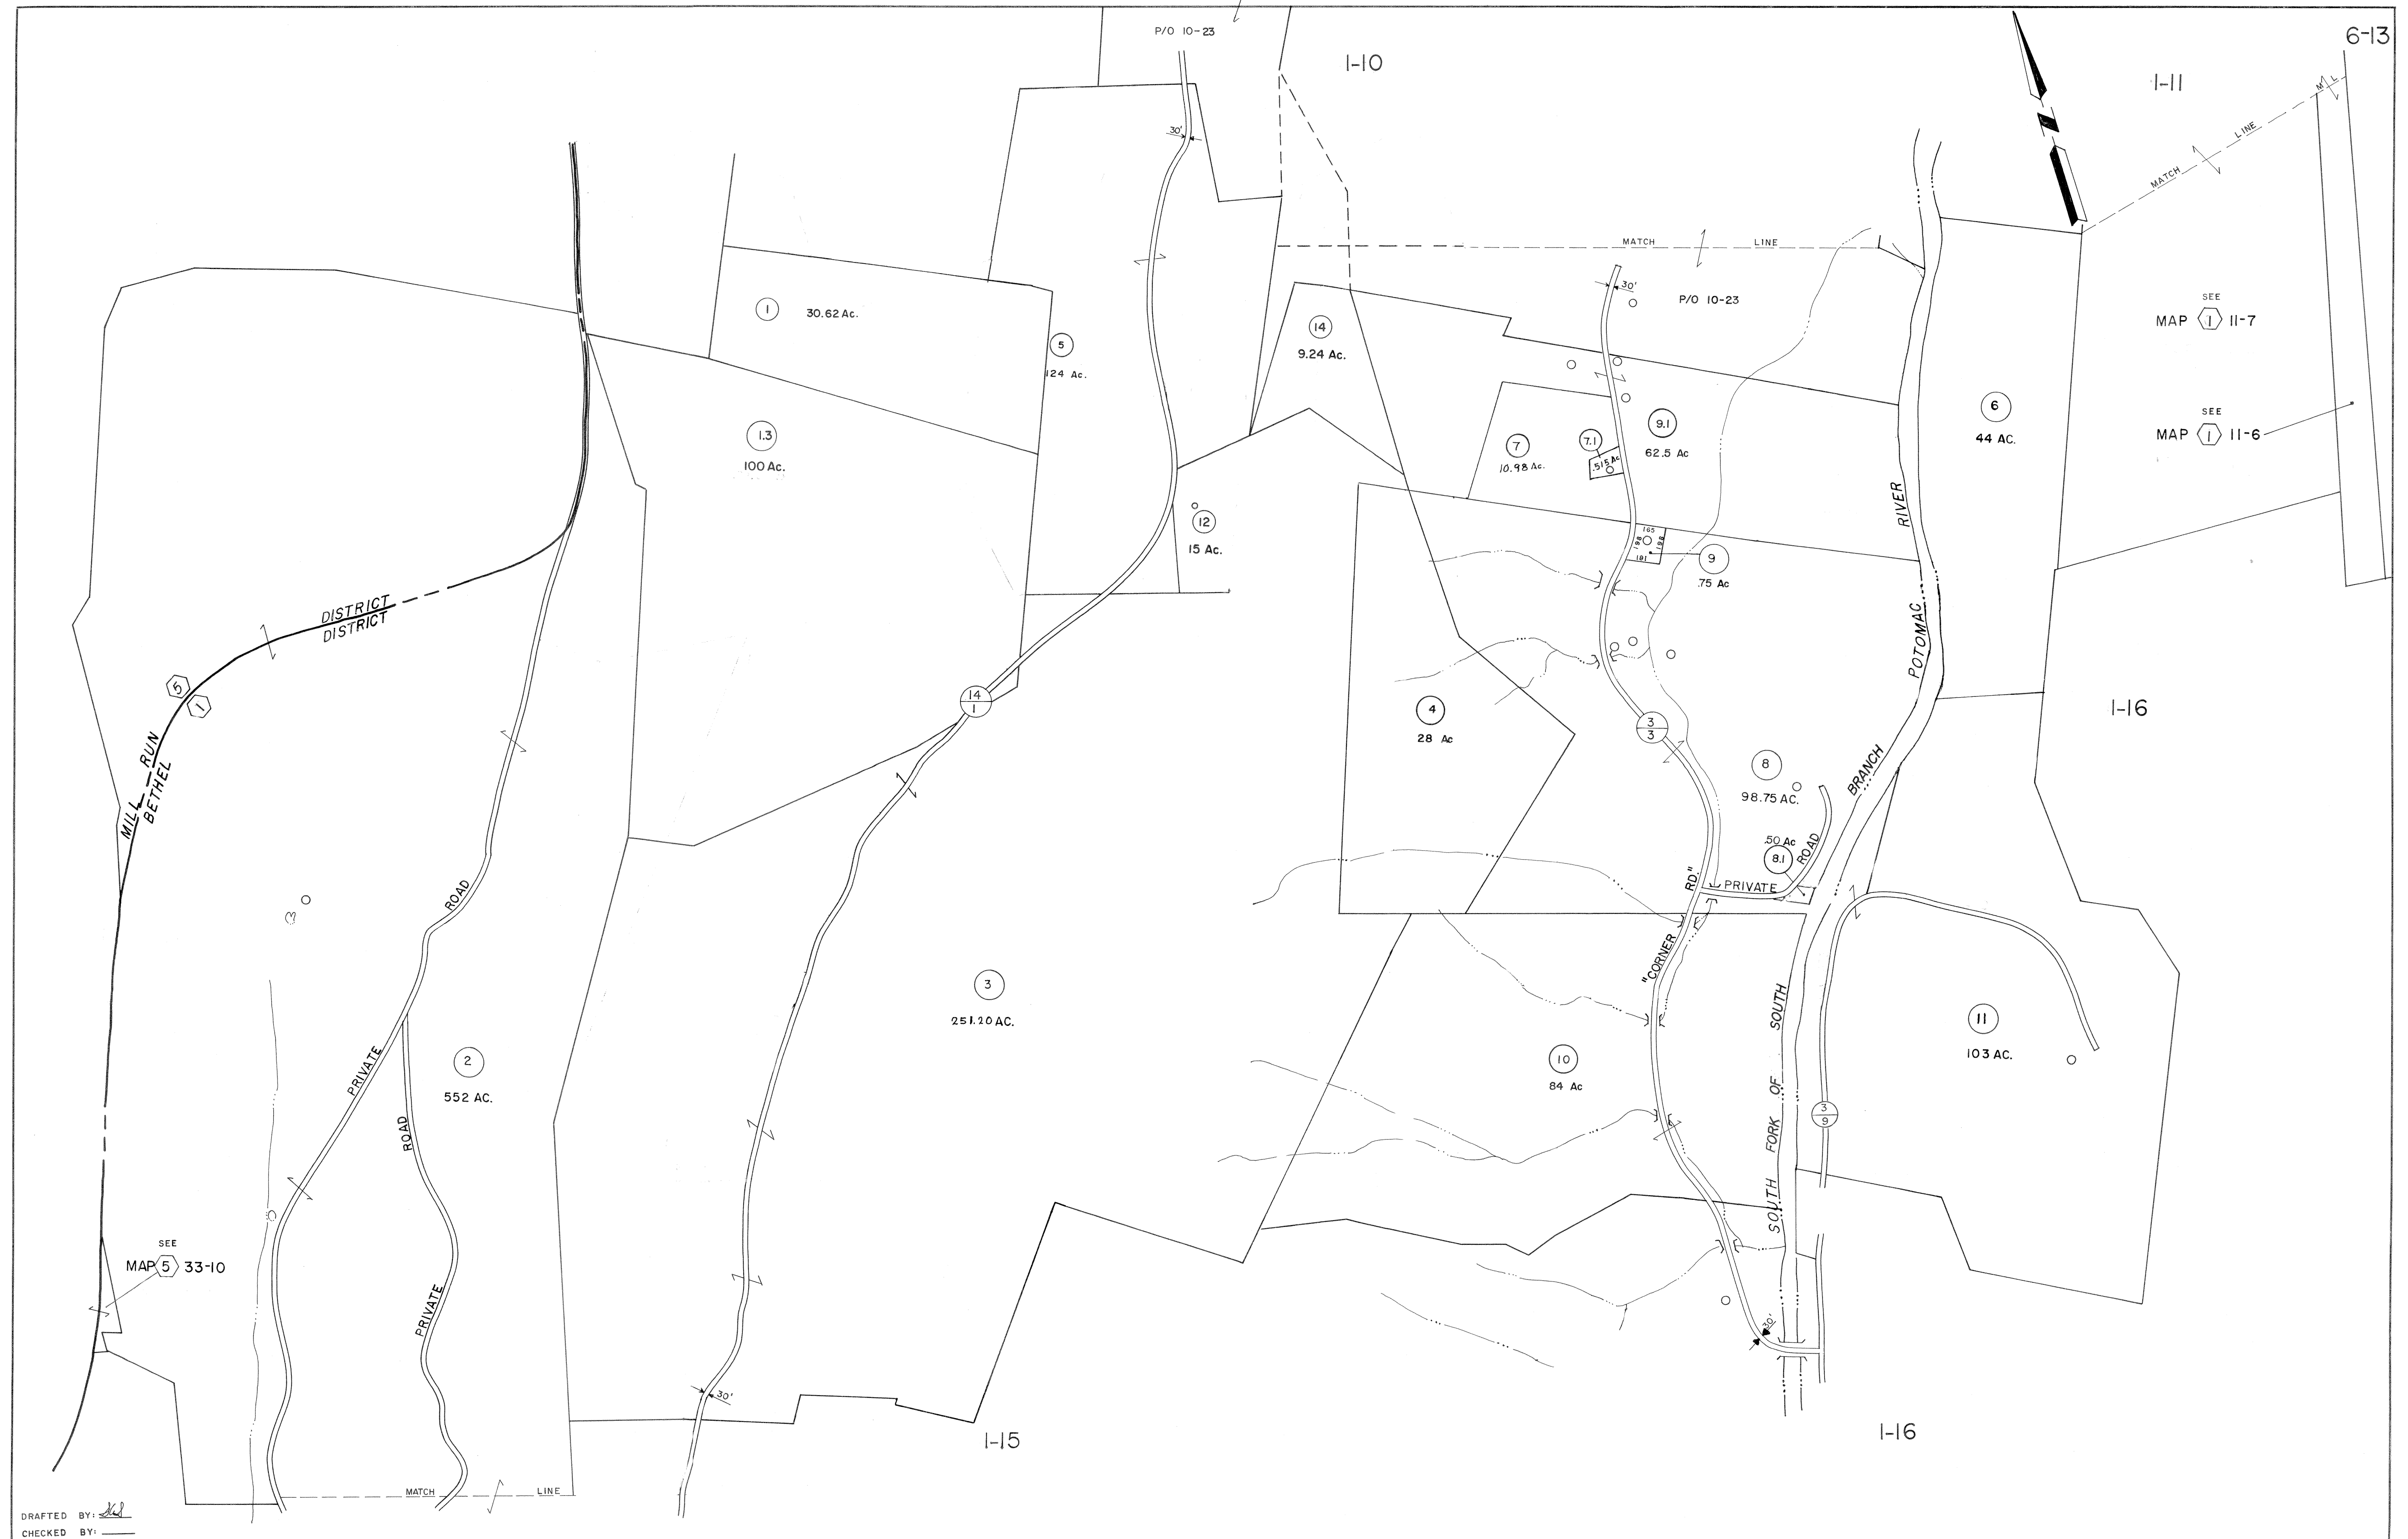 P/O 10-23
6-13
1-10
1-11
M L
LINE
MATCH
30'
MATCH LINE
30'
P/O 10-23
SEE
MAP 1 11-7
1
30.62 Ac.
14
9.24 Ac.
5
124 Ac.
6
44 AC.
SEE
MAP 1 11-6
1.3
100 Ac.
7
10.98 Ac.
7.1
.515 Ac
9.1
62.5 Ac
RIVER
12
15 Ac.
165
198
198
191
9
.75 Ac
DISTRICT
DISTRICT
POTOMAC
5
1
14
1
4
28 Ac
3
3
1-16
MILL RUN
BETHEL
8
98.75 AC.
BRANCH
.50 Ac
8.1
ROAD
PRIVATE
ROAD
"CORNER RD."
3
251.20 AC.
SOUTH FORK OF SOUTH
11
103 AC.
PRIVATE
2
552 AC.
10
84 Ac
ROAD
3
9
SEE
MAP 5 33-10
PRIVATE
30'
30'
1-15
1-16
MATCH LINE
DRAFTED BY:
CHECKED BY: